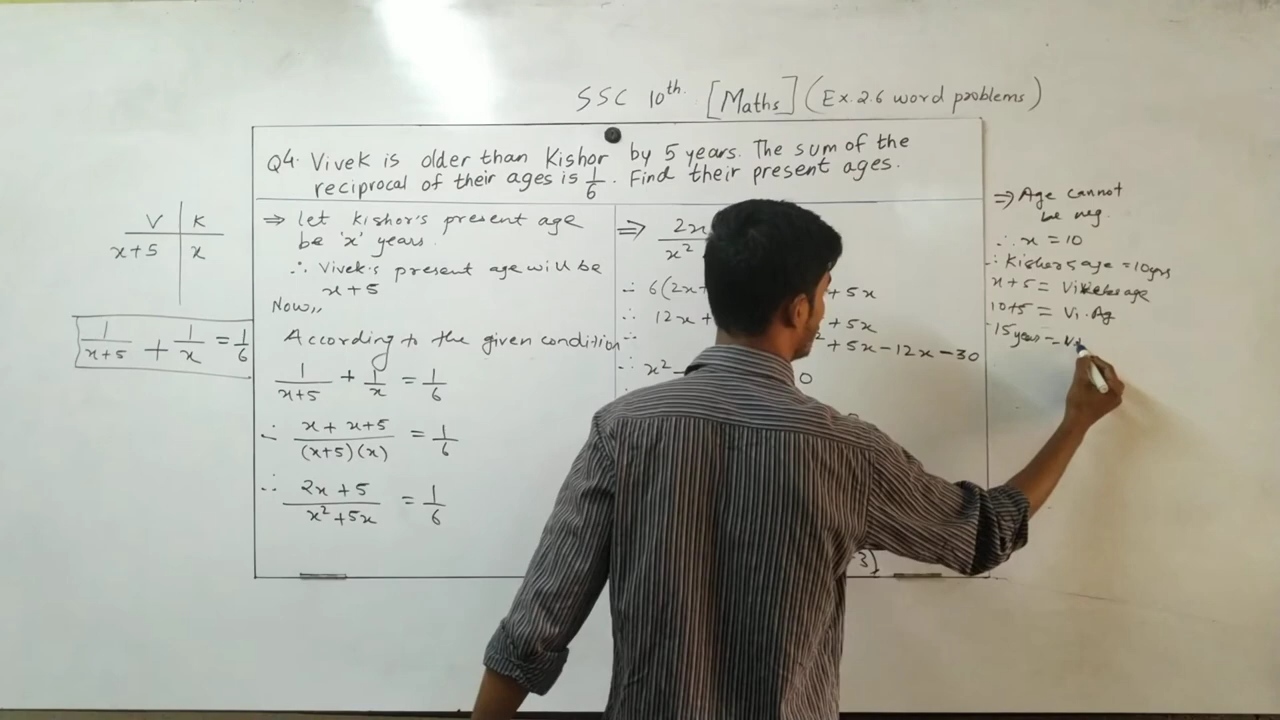 SSC 10th. [Maths] (Ex.2.6 word problems)
Q4. Vivek is older than Kishor by 5 years. The sum of the
reciprocal of their ages is 1/6. Find their present ages.
V | K
x+5 | x
1/(x+5) + 1/x = 1/6
⇒ let kishor's present age
be 'x' years.
∴ Vivek's present age will be
x+5
Now,,
According to the given condition
1/(x+5) + 1/x = 1/6
∴ (x + x+5)/((x+5)(x)) = 1/6
∴ (2x+5)/(x²+5x) = 1/6
⇒ 2x
x²
∴ 6(2x+ + 5x
∴ 12x+ +5x
∴ ² +5x-12x-30
∴ x² - 0
-3)
⇒ Age cannot
be neg.
∴ x = 10
∴ Kishor's age = 10yrs
x+5 = age
10+5 = Vi. Ag
15years =